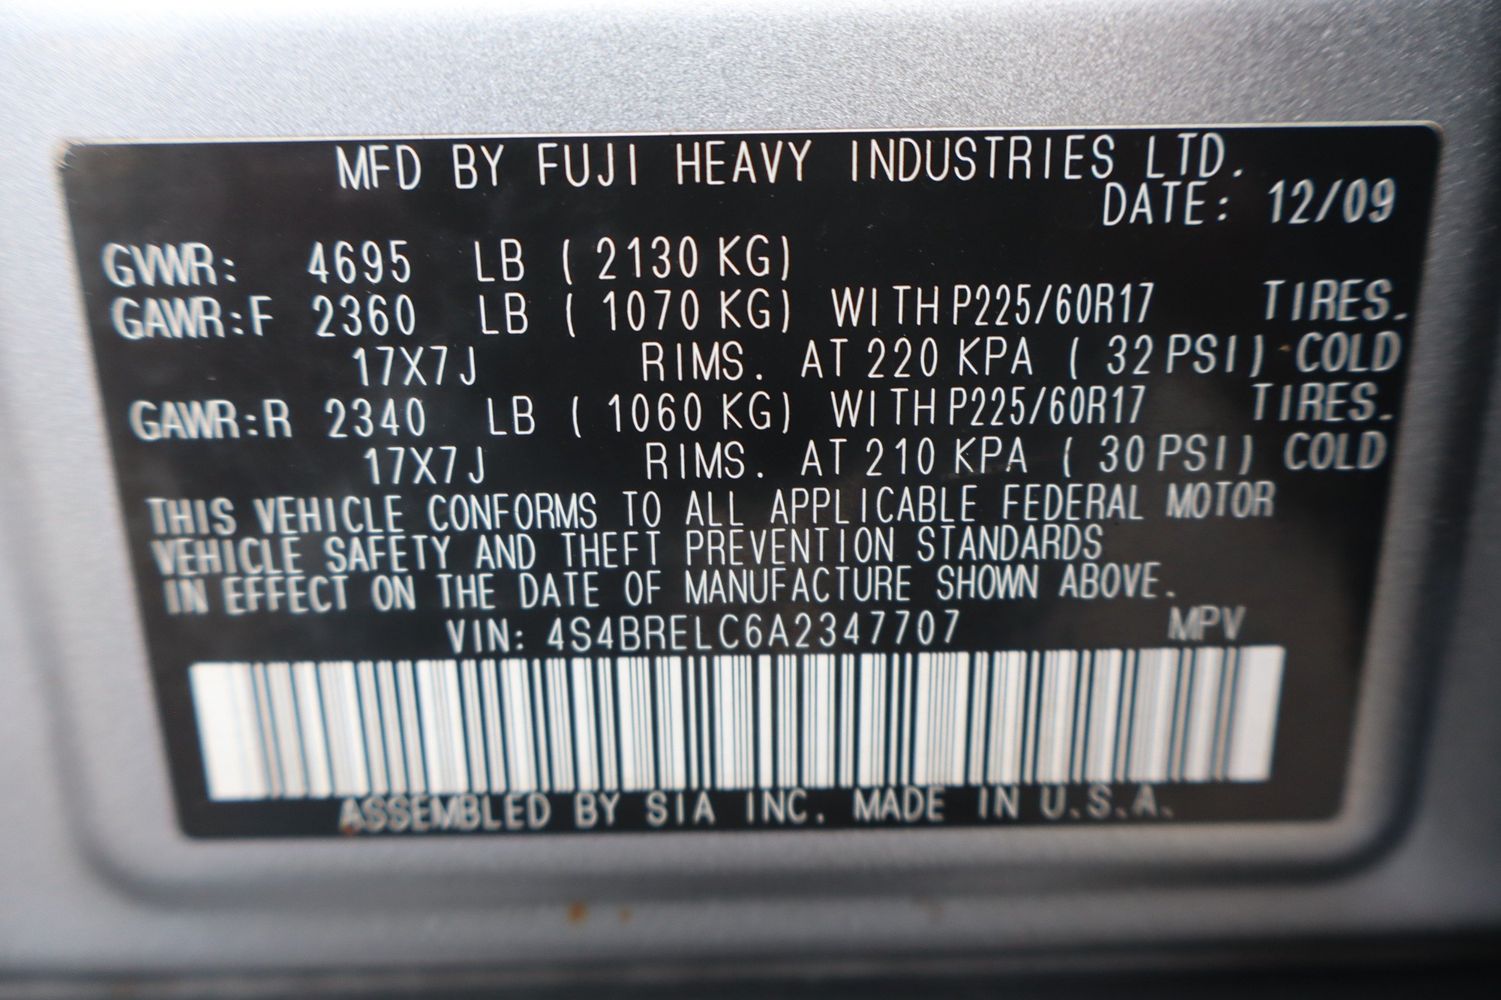 MFD BY FUJI HEAVY INDUSTRIES LTD.
DATE: 12/09
GVWR: 4695 LB ( 2130 KG)
GAWR:F 2360 LB ( 1070 KG) WITH P225/60R17 TIRES.
17X7J RIMS. AT 220 KPA ( 32 PSI) COLD
GAWR:R 2340 LB ( 1060 KG) WITH P225/60R17 TIRES.
17X7J RIMS. AT 210 KPA ( 30 PSI) COLD
THIS VEHICLE CONFORMS TO ALL APPLICABLE FEDERAL MOTOR
VEHICLE SAFETY AND THEFT PREVENTION STANDARDS
IN EFFECT ON THE DATE OF MANUFACTURE SHOWN ABOVE.
VIN: 4S4BRELC6A2347707 MPV
ASSEMBLED BY SIA INC. MADE IN U.S.A.